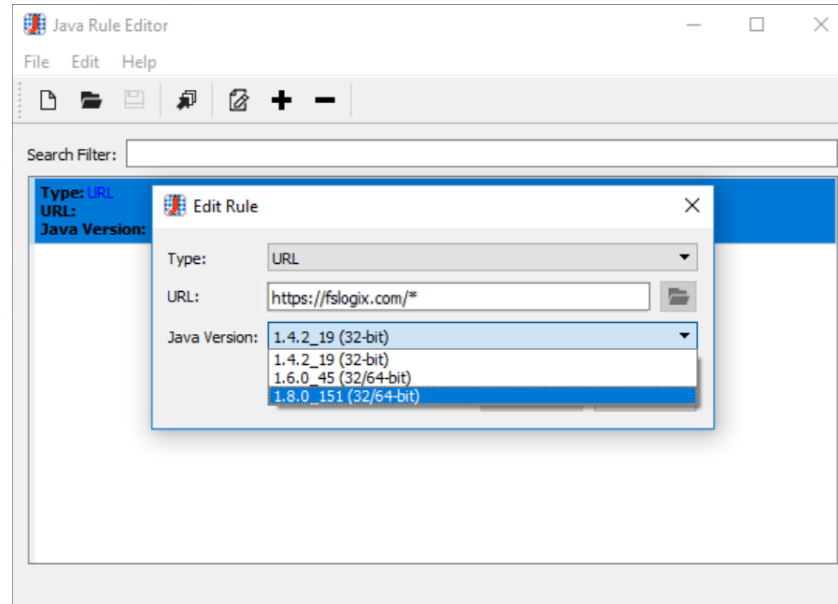 Java Rule Editor
File Edit Help
Search Filter:
Type: URL
URL:
Java Version:
Edit Rule
Type: URL
URL: https://fslogix.com/*
Java Version: 1.4.2_19 (32-bit)
1.4.2_19 (32-bit)
1.6.0_45 (32/64-bit)
1.8.0_151 (32/64-bit)